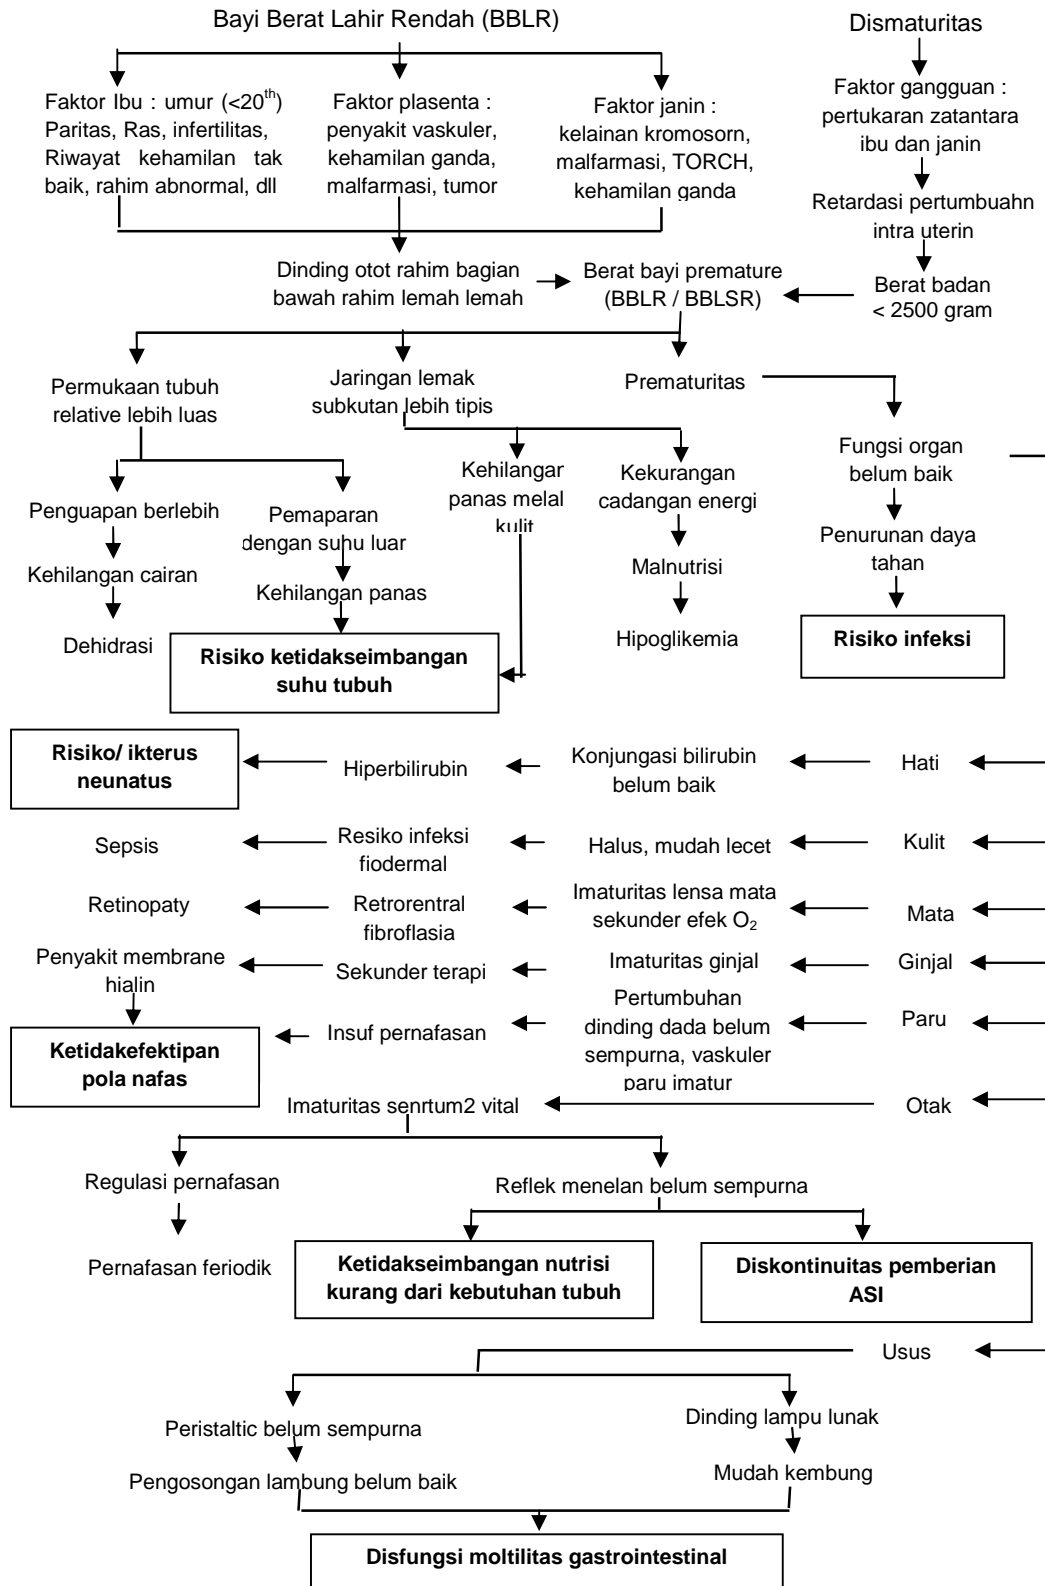 Bayi Berat Lahir Rendah (BBLR)
Dismaturitas
Faktor Ibu : umur (<20th)
Paritas, Ras, infertilitas,
Riwayat kehamilan tak
baik, rahim abnormal, dll
Faktor plasenta :
penyakit vaskuler,
kehamilan ganda,
malfarmasi, tumor
Faktor janin :
kelainan kromosorn,
malfarmasi, TORCH,
kehamilan ganda
Faktor gangguan :
pertukaran zatantara
ibu dan janin
Retardasi pertumbuahn
intra uterin
Dinding otot rahim bagian
bawah rahim lemah lemah
Berat bayi premature
(BBLR / BBLSR)
Berat badan
< 2500 gram
Permukaan tubuh
relative lebih luas
Jaringan lemak
subkutan lebih tipis
Prematuritas
Penguapan berlebih
Kehilangan cairan
Dehidrasi
Pemaparan
dengan suhu luar
Kehilangan panas
Kehilangan
panas melal
kulit
Kekurangan
cadangan energi
Malnutrisi
Hipoglikemia
Fungsi organ
belum baik
Penurunan daya
tahan
Risiko infeksi
Risiko ketidakseimbangan
suhu tubuh
Risiko/ ikterus
neunatus
Hiperbilirubin
Konjungasi bilirubin
belum baik
Hati
Sepsis
Resiko infeksi
fiodermal
Halus, mudah lecet
Kulit
Retinopaty
Retrorentral
fibroflasia
Imaturitas lensa mata
sekunder efek O₂
Mata
Penyakit membrane
hialin
Sekunder terapi
Imaturitas ginjal
Ginjal
Ketidakefektipan
pola nafas
Insuf pernafasan
Pertumbuhan
dinding dada belum
sempurna, vaskuler
paru imatur
Paru
Imaturitas senrtum2 vital
Otak
Regulasi pernafasan
Pernafasan feriodik
Reflek menelan belum sempurna
Ketidakseimbangan nutrisi
kurang dari kebutuhan tubuh
Diskontinuitas pemberian
ASI
Usus
Peristaltic belum sempurna
Pengosongan lambung belum baik
Dinding lampu lunak
Mudah kembung
Disfungsi moltilitas gastrointestinal